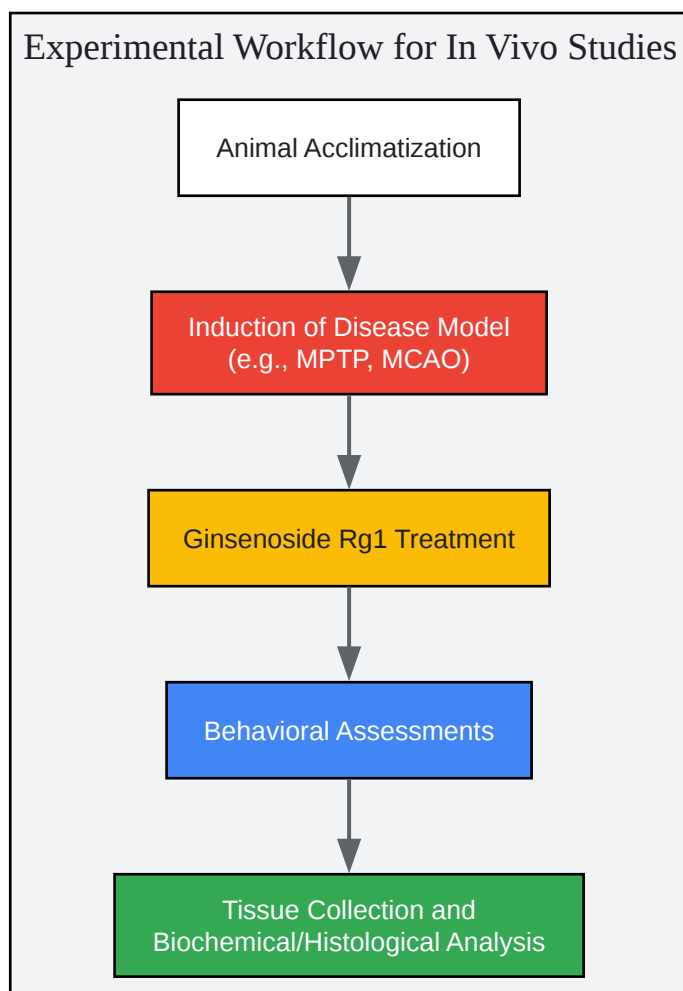 Experimental Workflow for In Vivo Studies
Animal Acclimatization
Induction of Disease Model
(e.g., MPTP, MCAO)
Ginsenoside Rg1 Treatment
Behavioral Assessments
Tissue Collection and
Biochemical/Histological Analysis